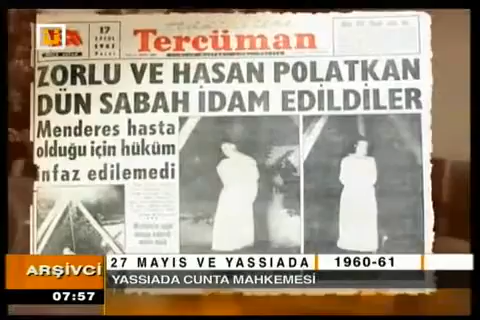 17
EYLÜL
1961
Tercüman
ZORLU VE HASAN POLATKAN
DÜN SABAH İDAM EDİLDİLER
Menderes hasta
olduğu için hüküm
infaz edilemedi
27 MAYIS VE YASSIADA 1960-61
ARŞİVCİ
YASSIADA CUNTA MAHKEMESİ
07:57